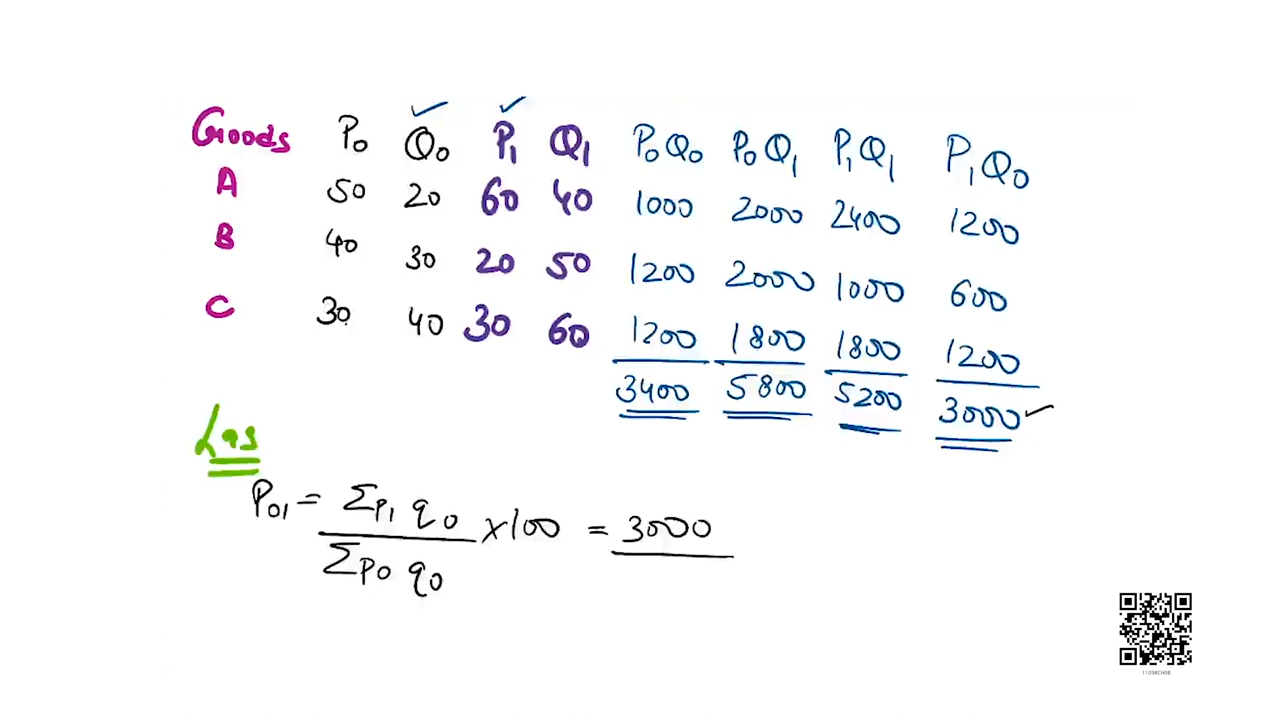 Goods P₀ Q₀ P₁ Q₁ P₀Q₀ P₀Q₁ P₁Q₁ P₁Q₀
A 50 20 60 40 1000 2000 2400 1200
B 40 30 20 50 1200 2000 1000 600
C 30 40 30 60 1200 1800 1800 1200
3400 5800 5200 3000✓
Las
P₀₁ = Σp₁ q₀ / Σp₀ q₀ ×100 = 3000
11098CH08